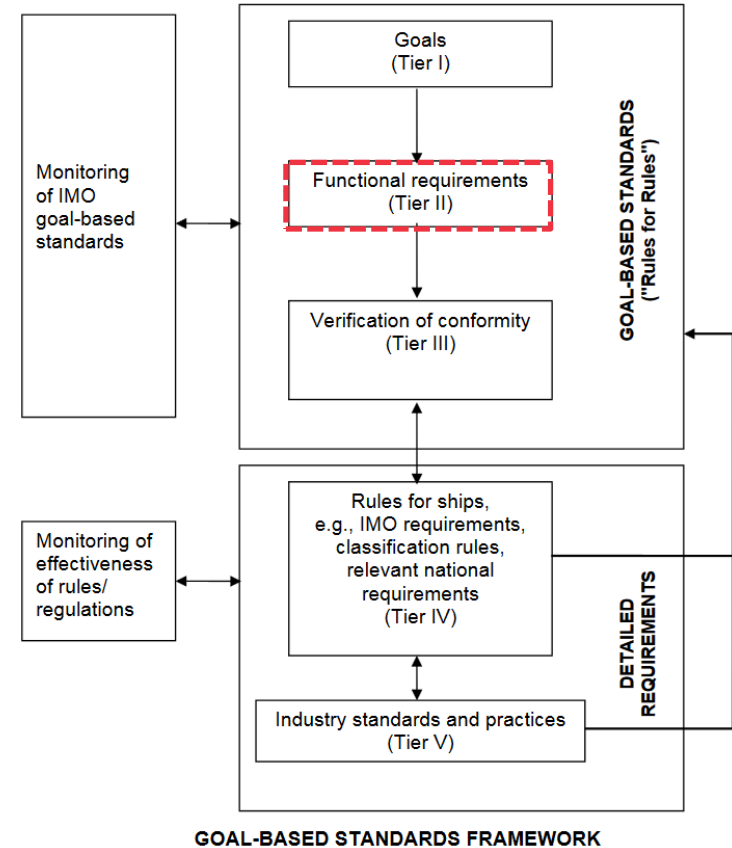 Goals
(Tier I)
Monitoring
of IMO
goal-based
standards
Functional requirements
(Tier II)
GOAL-BASED STANDARDS
("Rules for Rules")
Verification of conformity
(Tier III)
Rules for ships,
e.g., IMO requirements,
classification rules,
relevant national
requirements
(Tier IV)
Monitoring of
effectiveness
of rules/
regulations
DETAILED
REQUIREMENTS
Industry standards and practices
(Tier V)
GOAL-BASED STANDARDS FRAMEWORK